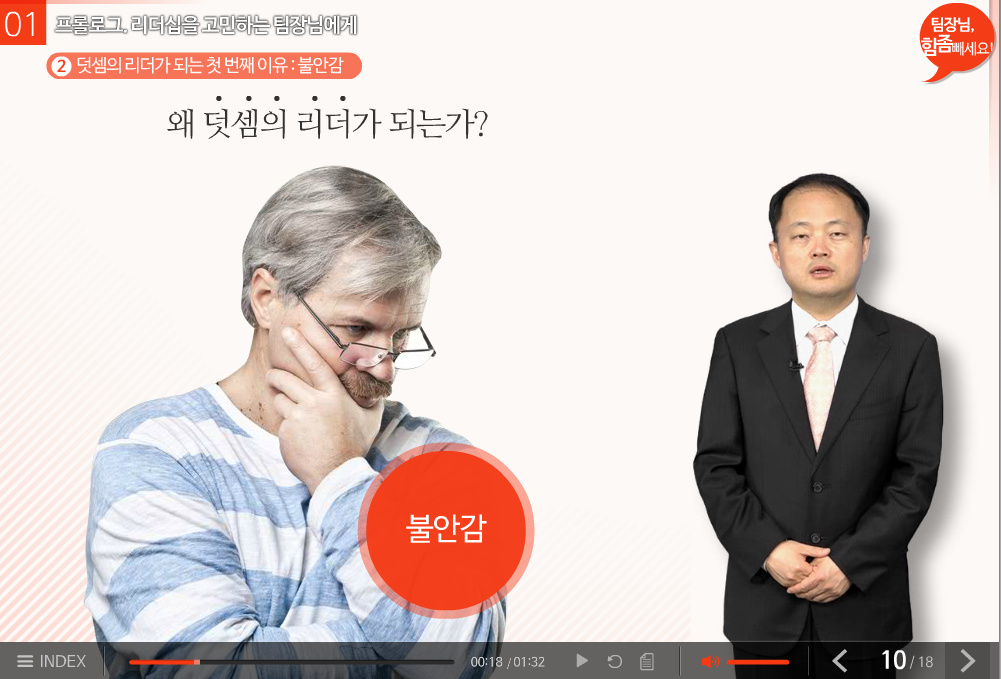 01 프롤로그. 리더십을 고민하는 팀장님에게
팀장님,
힘좀빼세요!
2 덧셈의 리더가 되는 첫 번째 이유 : 불안감
왜 덧셈의 리더가 되는가?
불안감
INDEX 00:18 / 01:32 10 / 18